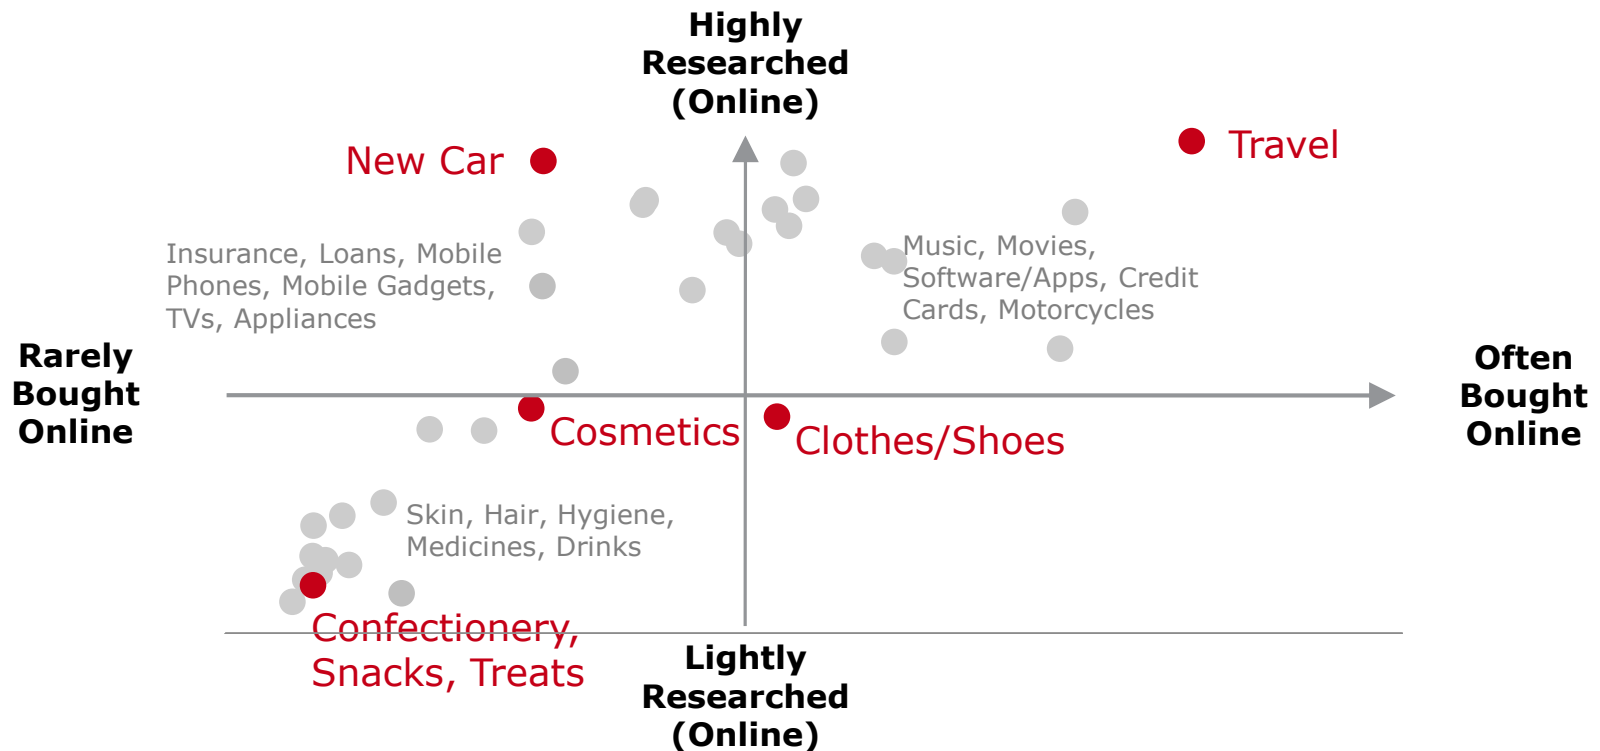 Highly
Researched
(Online)
New Car
Travel
Insurance, Loans, Mobile
Phones, Mobile Gadgets,
TVs, Appliances
Music, Movies,
Software/Apps, Credit
Cards, Motorcycles
Rarely
Bought
Online
Often
Bought
Online
Cosmetics
Clothes/Shoes
Skin, Hair, Hygiene,
Medicines, Drinks
Confectionery,
Snacks, Treats
Lightly
Researched
(Online)